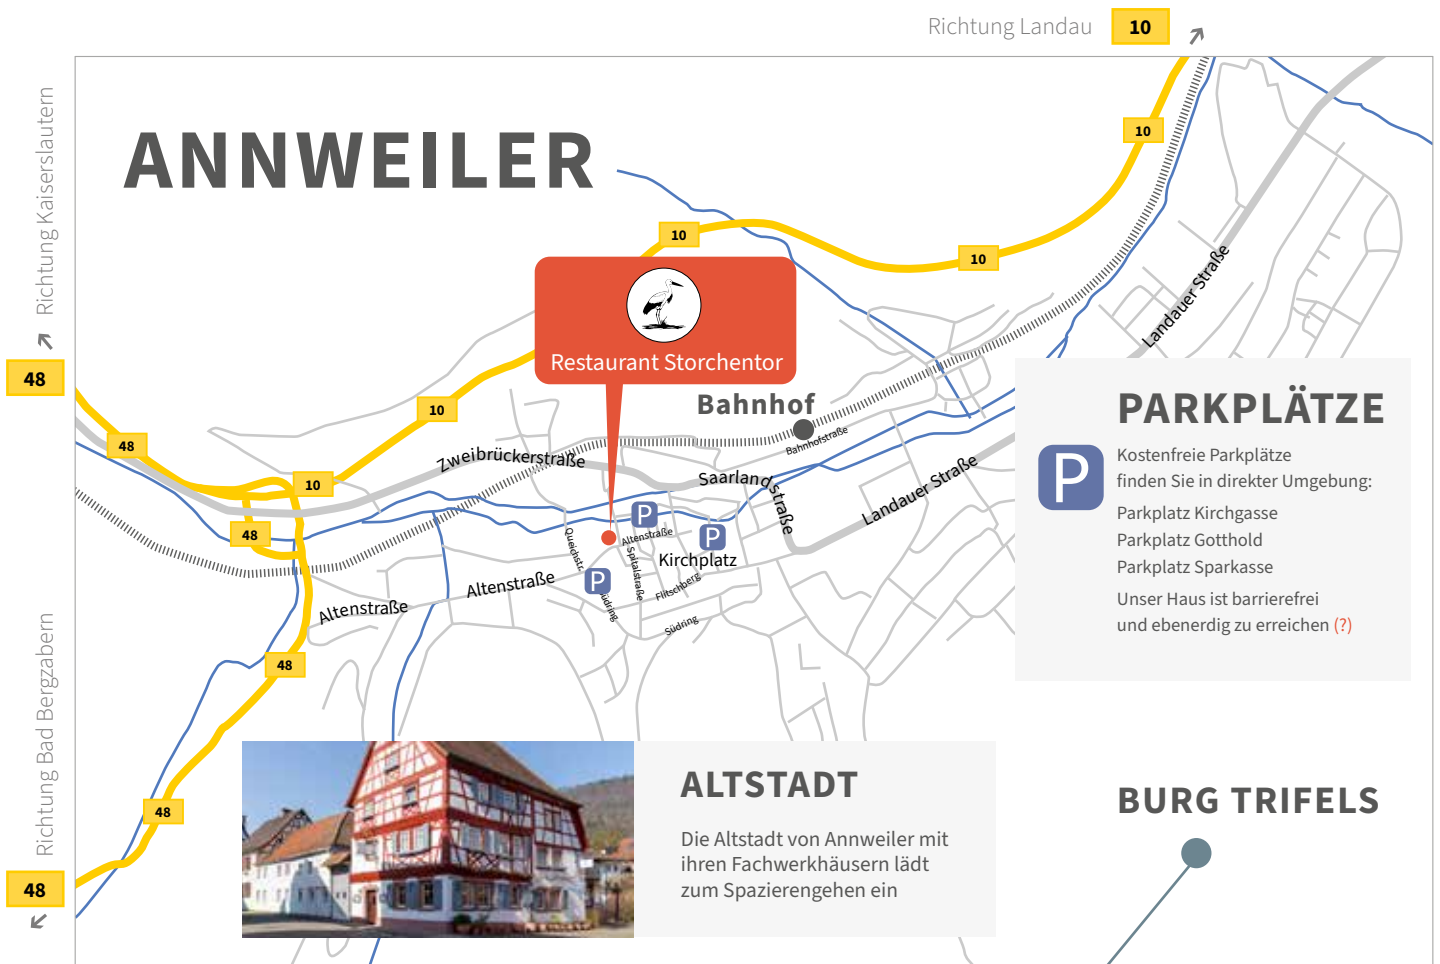 Richtung Landau 10
Richtung Kaiserslautern
48
ANNWEILER
10
10
10
Restaurant Storchentor
10
48
10
48
Bahnhof
Bahnhofstraße
Zweibrückerstraße
Saarlandstraße
Landauer Straße
Landauer Straße
Queichstr.
Altenstraße
Spitalstraße
Kirchplatz
P
P
P
Flitschberg
Südring
Südring
Altenstraße
Altenstraße
48
48
Richtung Bad Bergzabern
48
PARKPLÄTZE
P
Kostenfreie Parkplätze
finden Sie in direkter Umgebung:
Parkplatz Kirchgasse
Parkplatz Gotthold
Parkplatz Sparkasse
Unser Haus ist barrierefrei
und ebenerdig zu erreichen (?)
ALTSTADT
Die Altstadt von Annweiler mit
ihren Fachwerkhäusern lädt
zum Spazierengehen ein
BURG TRIFELS